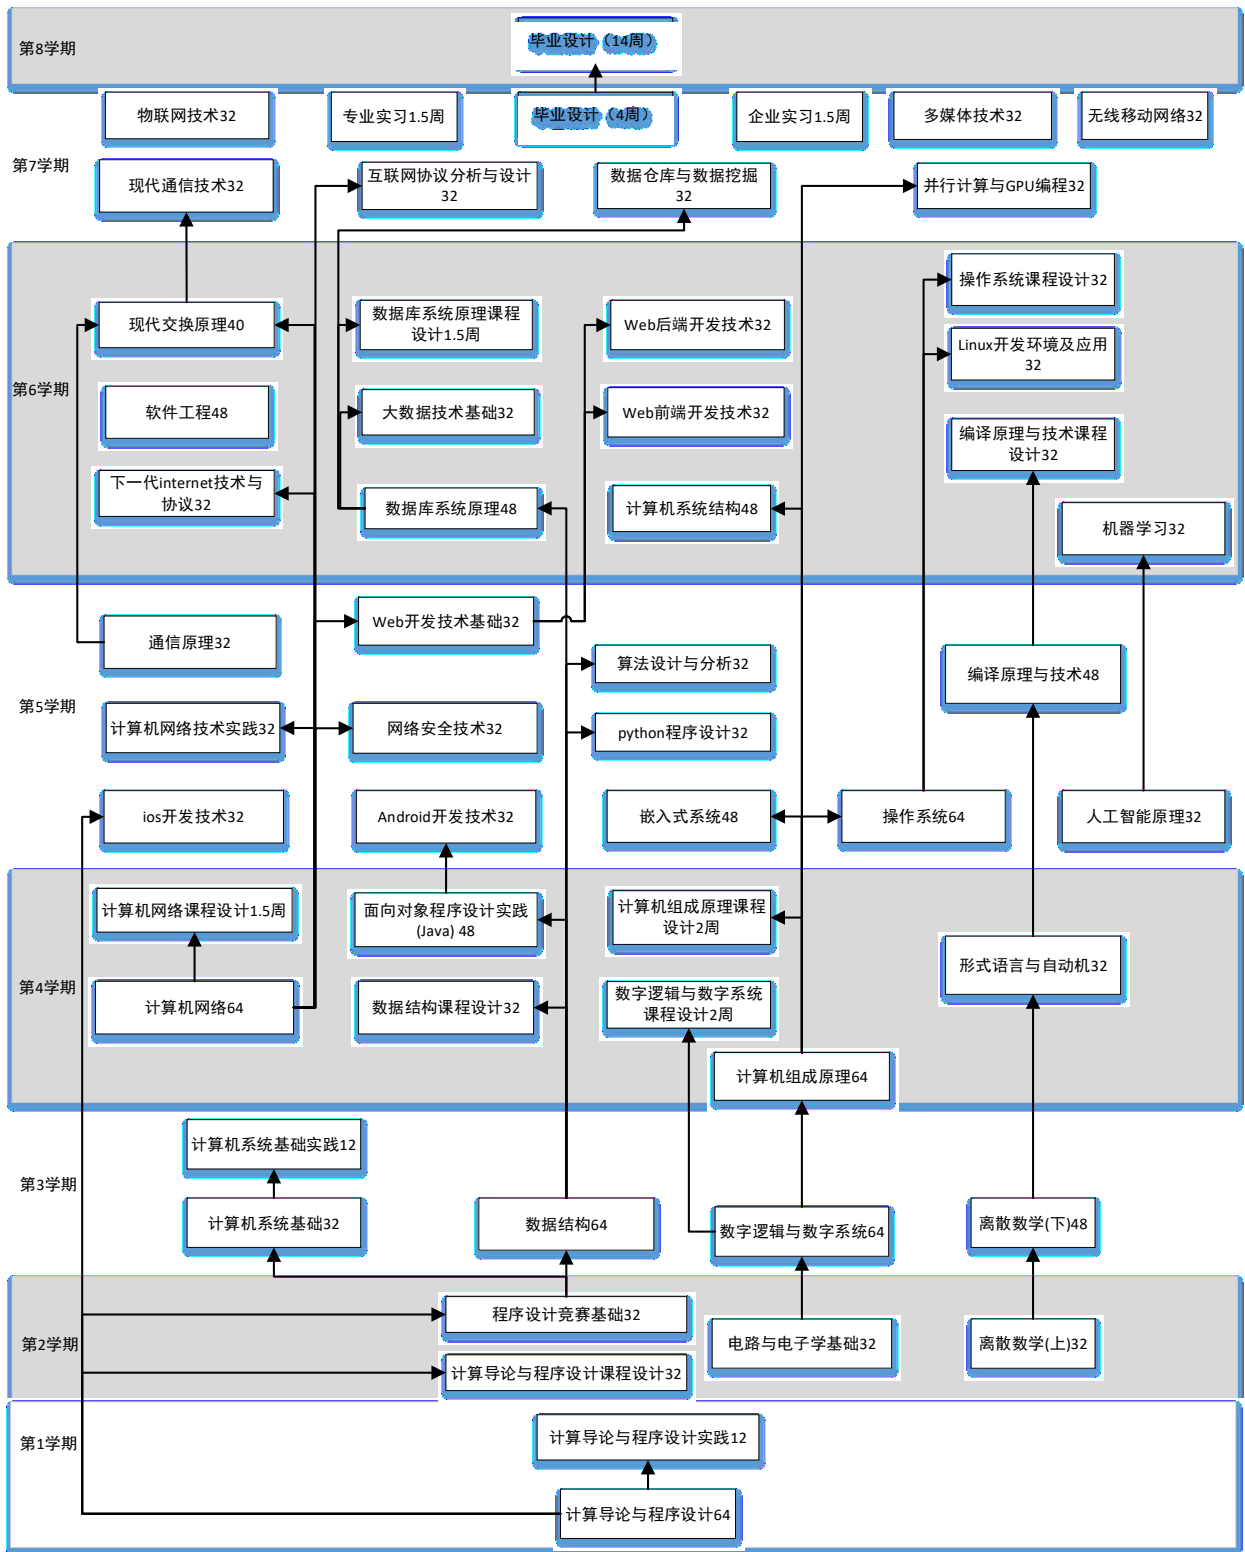 第8学期
毕业设计（14周）
物联网技术32
专业实习1.5周
毕业设计（4周）
企业实习1.5周
多媒体技术32
无线移动网络32
第7学期
现代通信技术32
互联网协议分析与设计
32
数据仓库与数据挖掘
32
并行计算与GPU编程32
操作系统课程设计32
现代交换原理40
数据库系统原理课程
设计1.5周
Web后端开发技术32
Linux开发环境及应用
32
第6学期
软件工程48
大数据技术基础32
Web前端开发技术32
编译原理与技术课程
设计32
下一代internet技术与
协议32
数据库系统原理48
计算机系统结构48
机器学习32
通信原理32
Web开发技术基础32
算法设计与分析32
编译原理与技术48
第5学期
计算机网络技术实践32
网络安全技术32
python程序设计32
ios开发技术32
Android开发技术32
嵌入式系统48
操作系统64
人工智能原理32
计算机网络课程设计1.5周
面向对象程序设计实践
(Java) 48
计算机组成原理课程
设计2周
形式语言与自动机32
第4学期
计算机网络64
数据结构课程设计32
数字逻辑与数字系统
课程设计2周
计算机组成原理64
计算机系统基础实践12
第3学期
计算机系统基础32
数据结构64
数字逻辑与数字系统64
离散数学(下)48
程序设计竞赛基础32
第2学期
电路与电子学基础32
离散数学(上)32
计算导论与程序设计课程设计32
第1学期
计算导论与程序设计实践12
计算导论与程序设计64